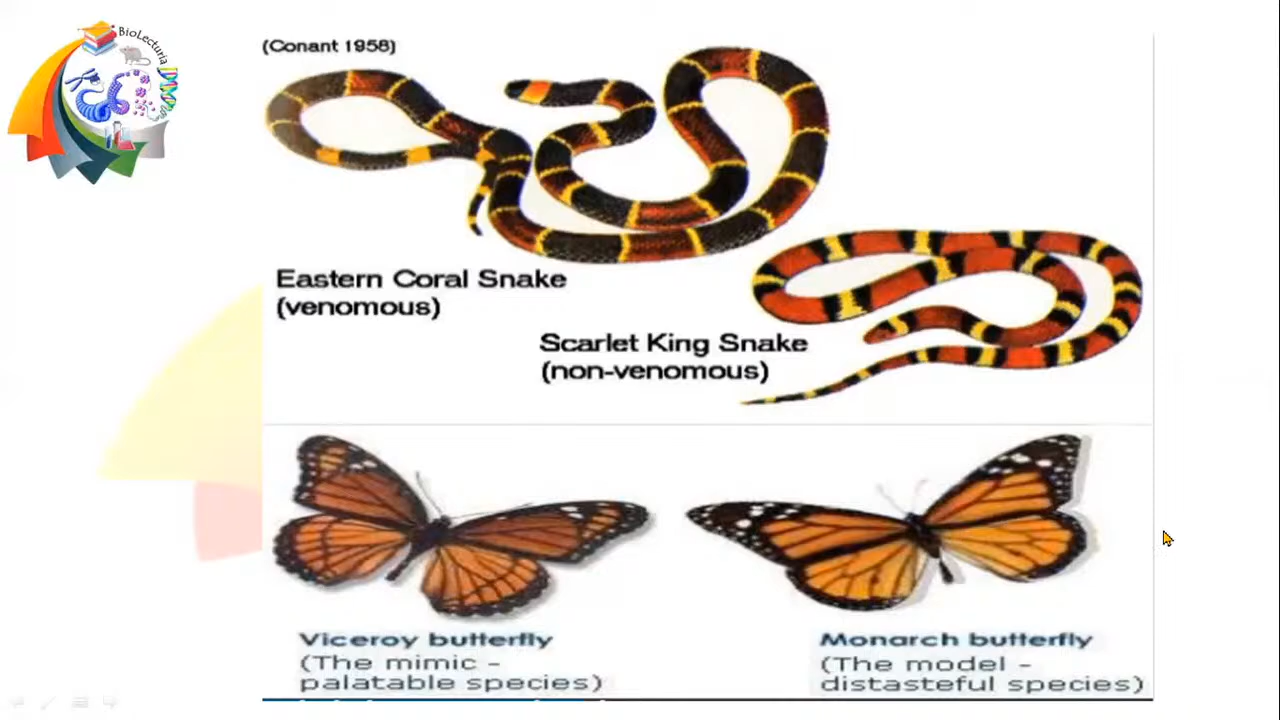 BioLecturia
(Conant 1958)
Eastern Coral Snake
(venomous)
Scarlet King Snake
(non-venomous)
Viceroy butterfly
(The mimic -
palatable species)
Monarch butterfly
(The model -
distasteful species)